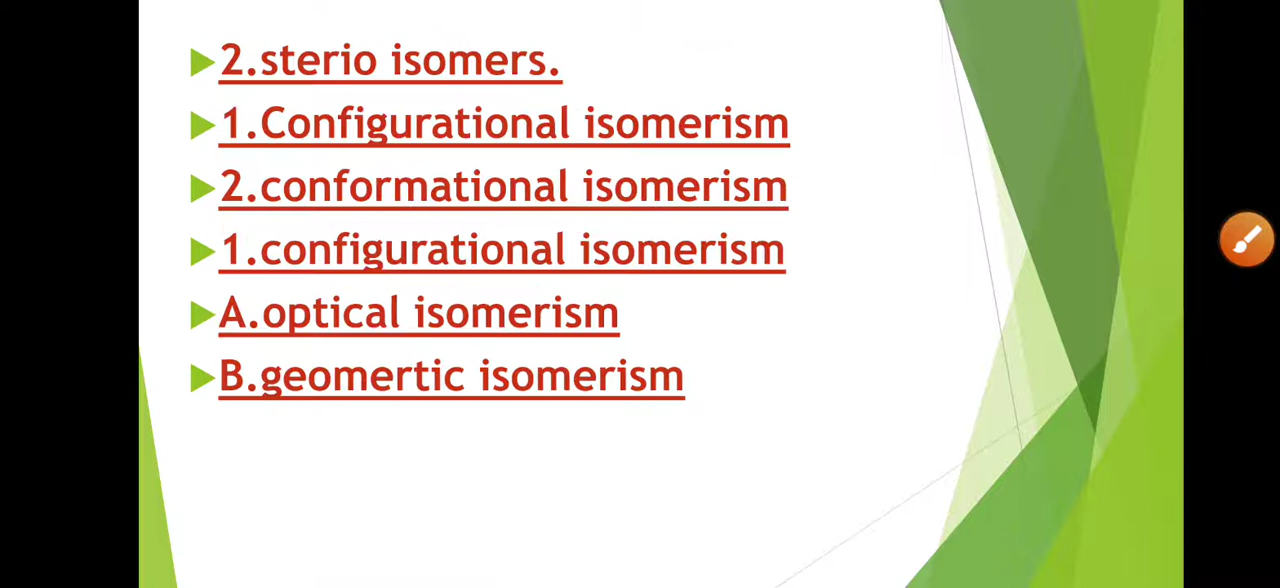 2.sterio isomers.
1.Configurational isomerism
2.conformational isomerism
1.configurational isomerism
A.optical isomerism
B.geomertic isomerism